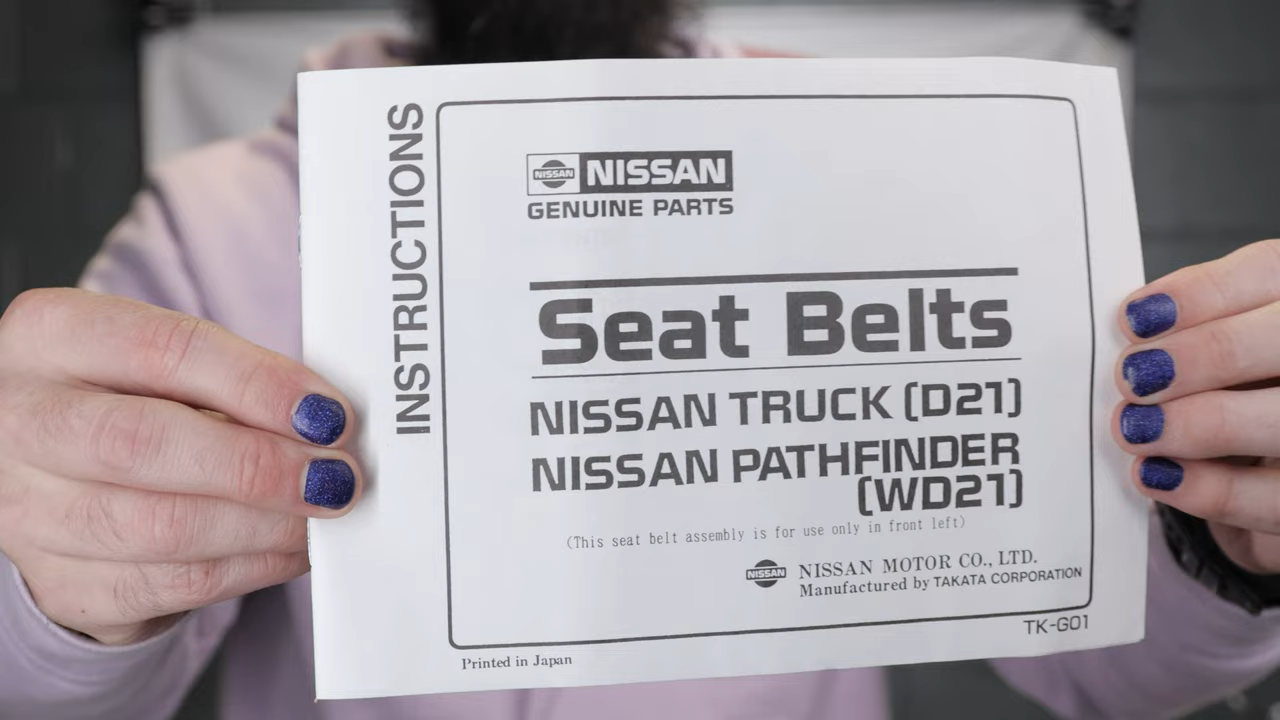 INSTRUCTIONS
NISSAN NISSAN
GENUINE PARTS
Seat Belts
NISSAN TRUCK (D21)
NISSAN PATHFINDER
(WD21)
(This seat belt assembly is for use only in front left)
NISSAN NISSAN MOTOR CO., LTD.
Manufactured by TAKATA CORPORATION
TK-G01
Printed in Japan